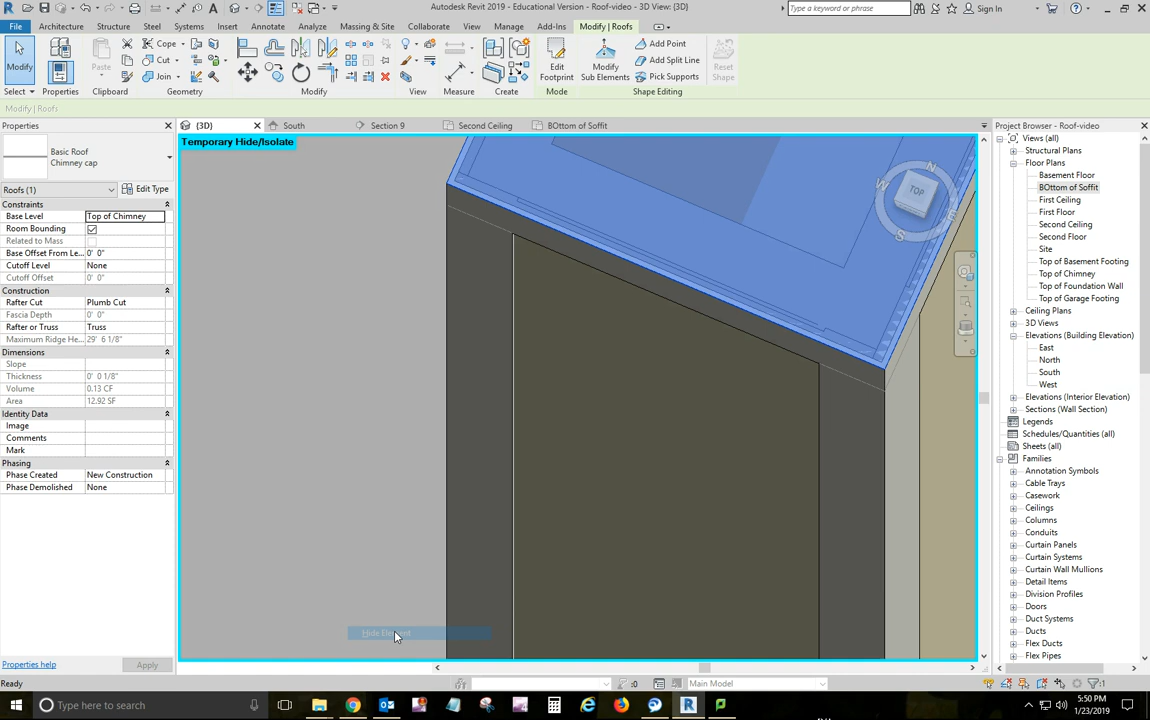 Autodesk Revit 2019 - Educational Version - Roof-video - 3D View: {3D}
Type a keyword or phrase
Sign In
File Architecture Structure Steel Systems Insert Annotate Analyze Massing & Site Collaborate View Manage Add-Ins Modify | Roofs
Modify
Paste
Cope
Cut
Join
Edit Footprint
Modify Sub Elements
Add Point
Add Split Line
Pick Supports
Reset Shape
Select Properties Clipboard Geometry Modify View Measure Create Mode Shape Editing
Modify | Roofs
Properties
{3D} South Section 9 Second Ceiling BOttom of Soffit
Project Browser - Roof-video
Basic Roof
Chimney cap
Roofs (1) Edit Type
Constraints
Base Level Top of Chimney
Room Bounding
Related to Mass
Base Offset From Le... 0' 0"
Cutoff Level None
Cutoff Offset 0' 0"
Construction
Rafter Cut Plumb Cut
Fascia Depth 0' 0"
Rafter or Truss Truss
Maximum Ridge He... 29' 6 1/8"
Dimensions
Slope
Thickness 0' 0 1/8"
Volume 0.13 CF
Area 12.92 SF
Identity Data
Image
Comments
Mark
Phasing
Phase Created New Construction
Phase Demolished None
Properties help Apply
Temporary Hide/Isolate
N
W
TOP
E
S
Hide Element
Views (all)
Structural Plans
Floor Plans
Basement Floor
BOttom of Soffit
First Ceiling
First Floor
Second Ceiling
Second Floor
Site
Top of Basement Footing
Top of Chimney
Top of Foundation Wall
Top of Garage Footing
Ceiling Plans
3D Views
Elevations (Building Elevation)
East
North
South
West
Elevations (Interior Elevation)
Sections (Wall Section)
Legends
Schedules/Quantities (all)
Sheets (all)
Families
Annotation Symbols
Cable Trays
Casework
Ceilings
Columns
Conduits
Curtain Panels
Curtain Systems
Curtain Wall Mullions
Detail Items
Division Profiles
Doors
Duct Systems
Ducts
Flex Ducts
Flex Pipes
Ready
:0
Main Model
:1
Type here to search
5:50 PM
1/23/2019